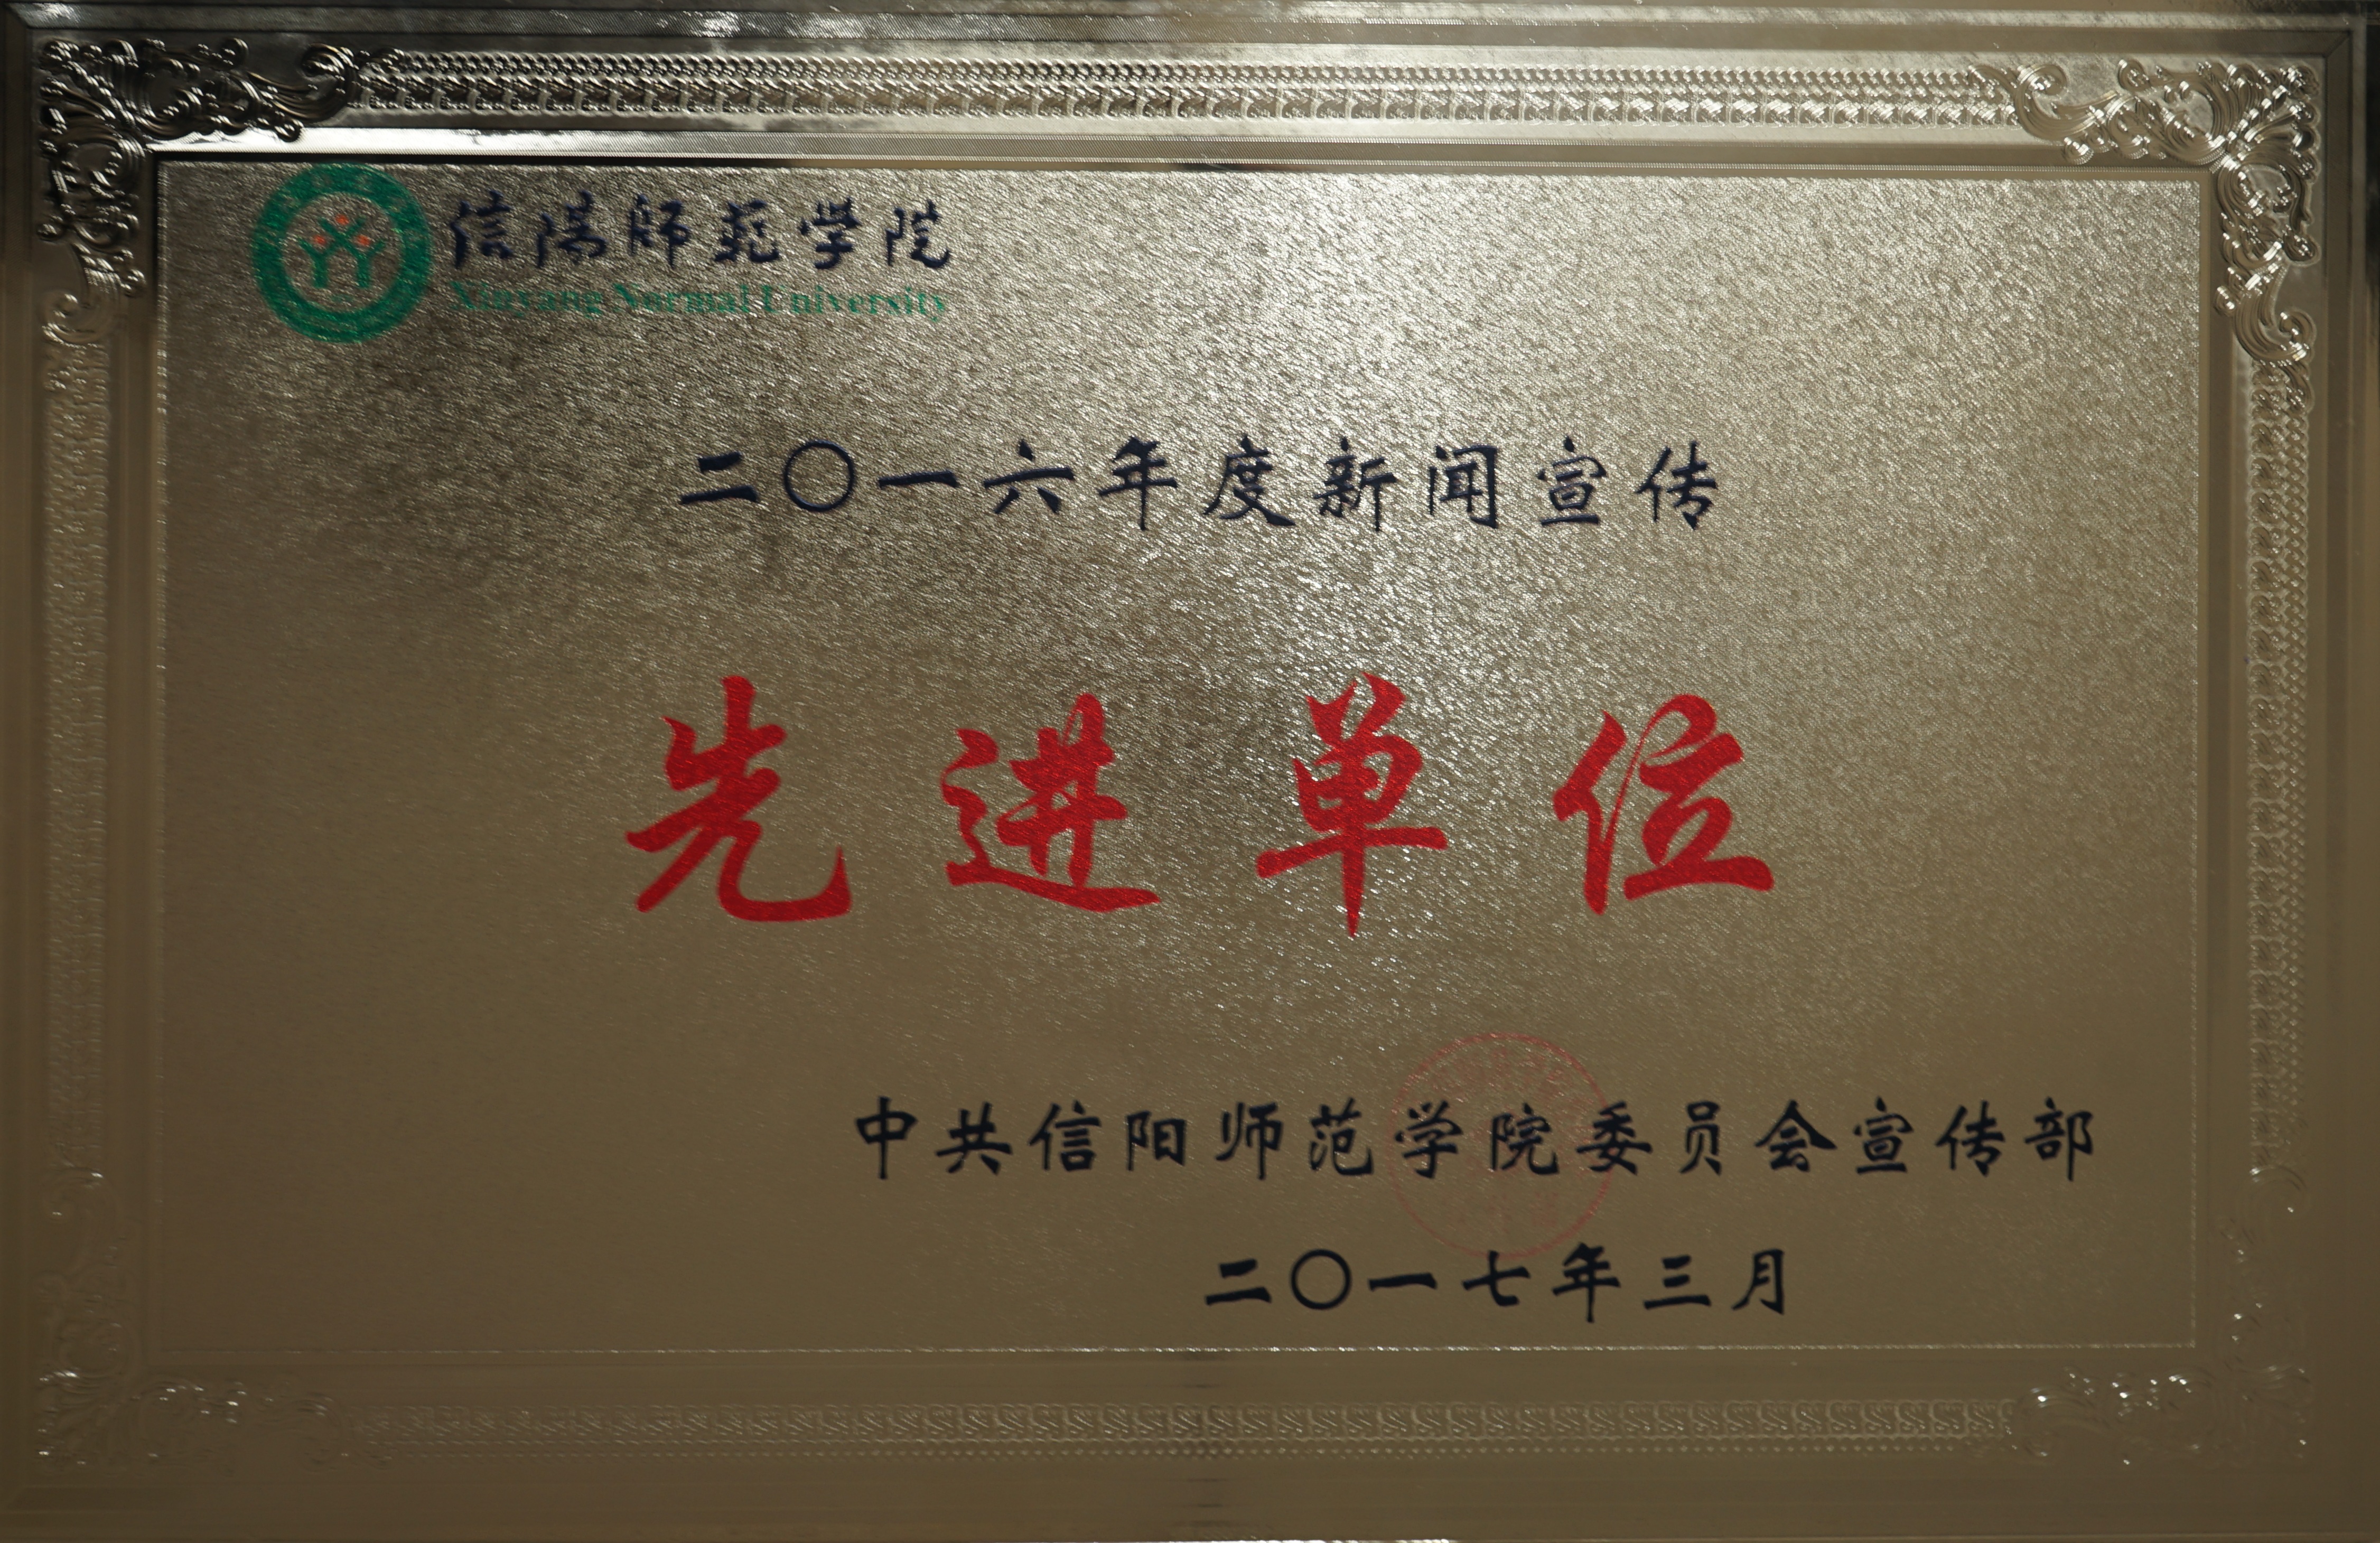 信阳师范学院
Xinyang Normal University
二〇一六年度新闻宣传
先进单位
中共信阳师范学院委员会宣传部
二〇一七年三月